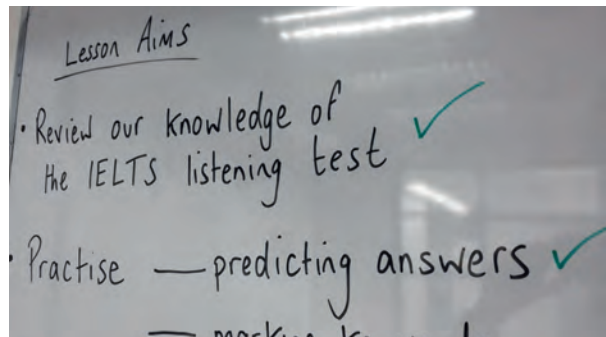 Lesson Aims
• Review our knowledge of ✓
the IELTS listening test
• Practise — predicting answers ✓
—